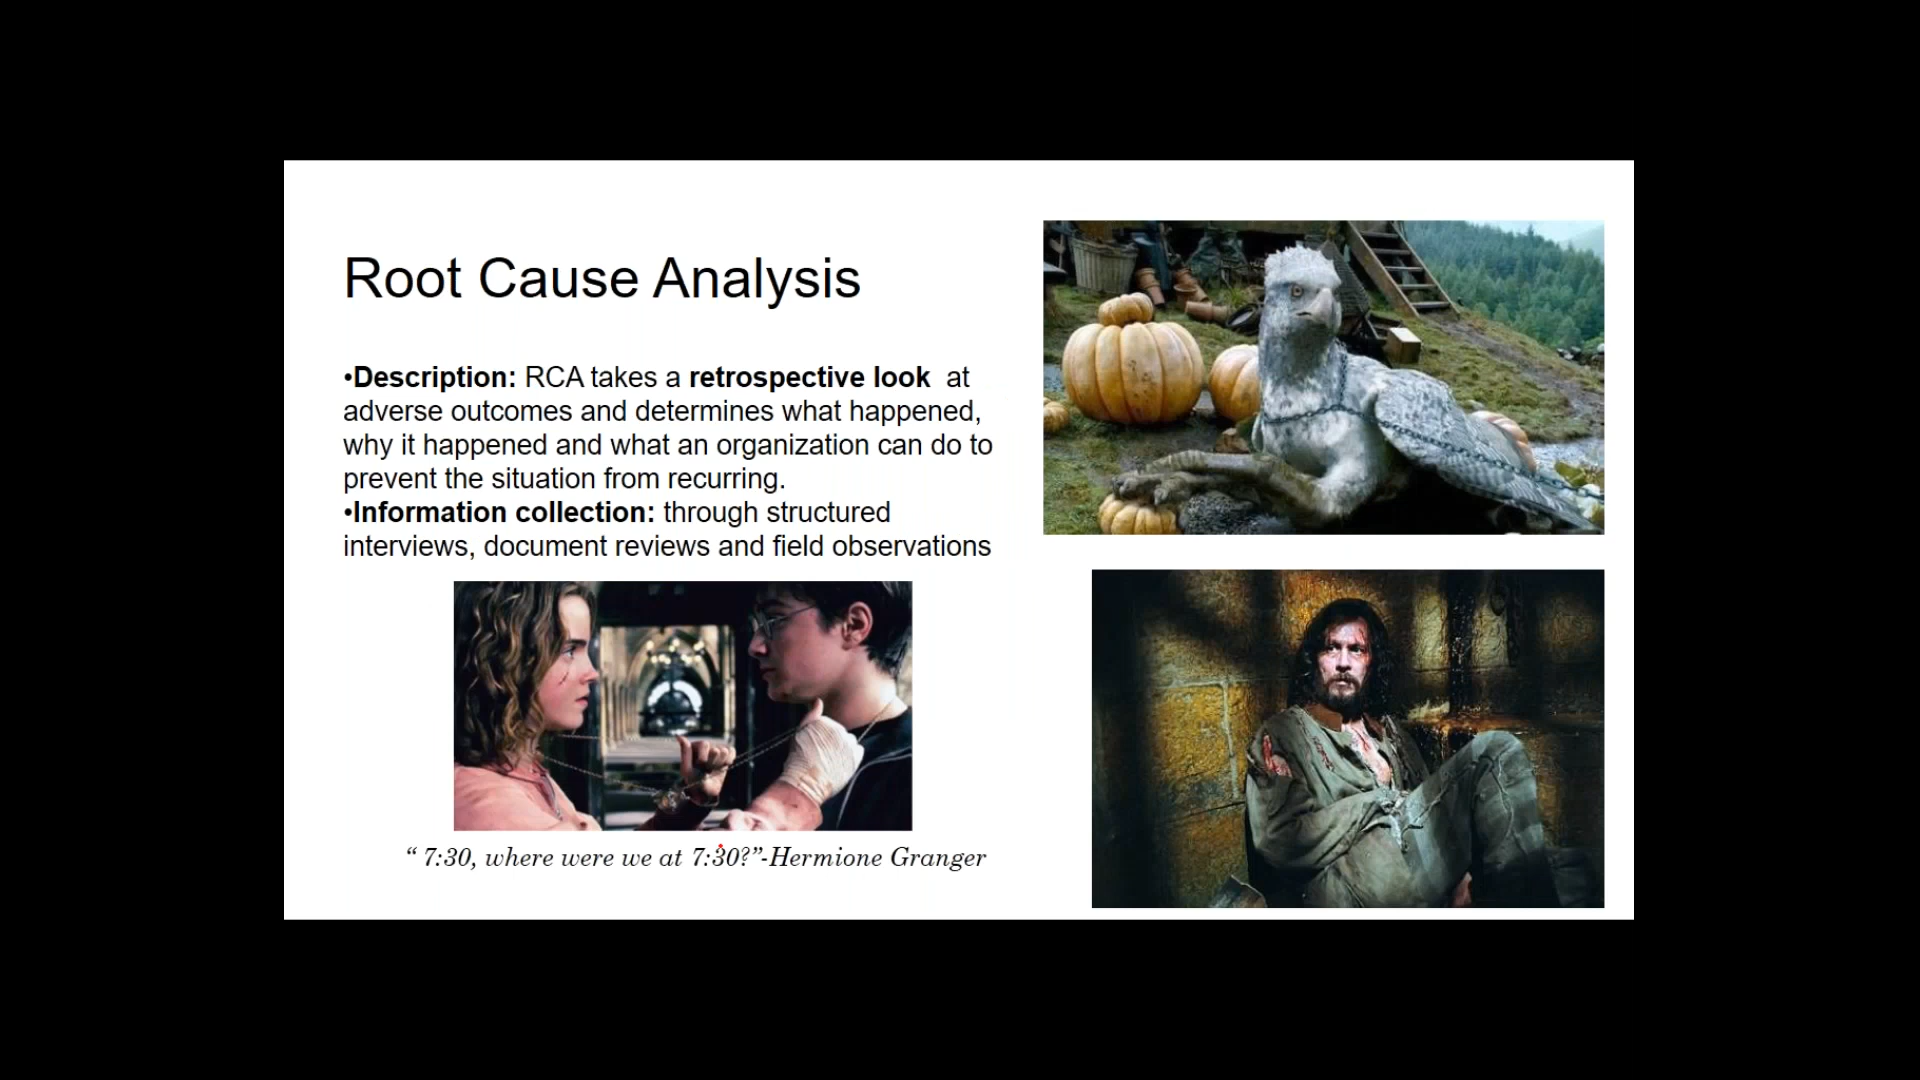 Root Cause Analysis
•Description: RCA takes a retrospective look at
adverse outcomes and determines what happened,
why it happened and what an organization can do to
prevent the situation from recurring.
•Information collection: through structured
interviews, document reviews and field observations
“ 7:30, where were we at 7:30?”-Hermione Granger